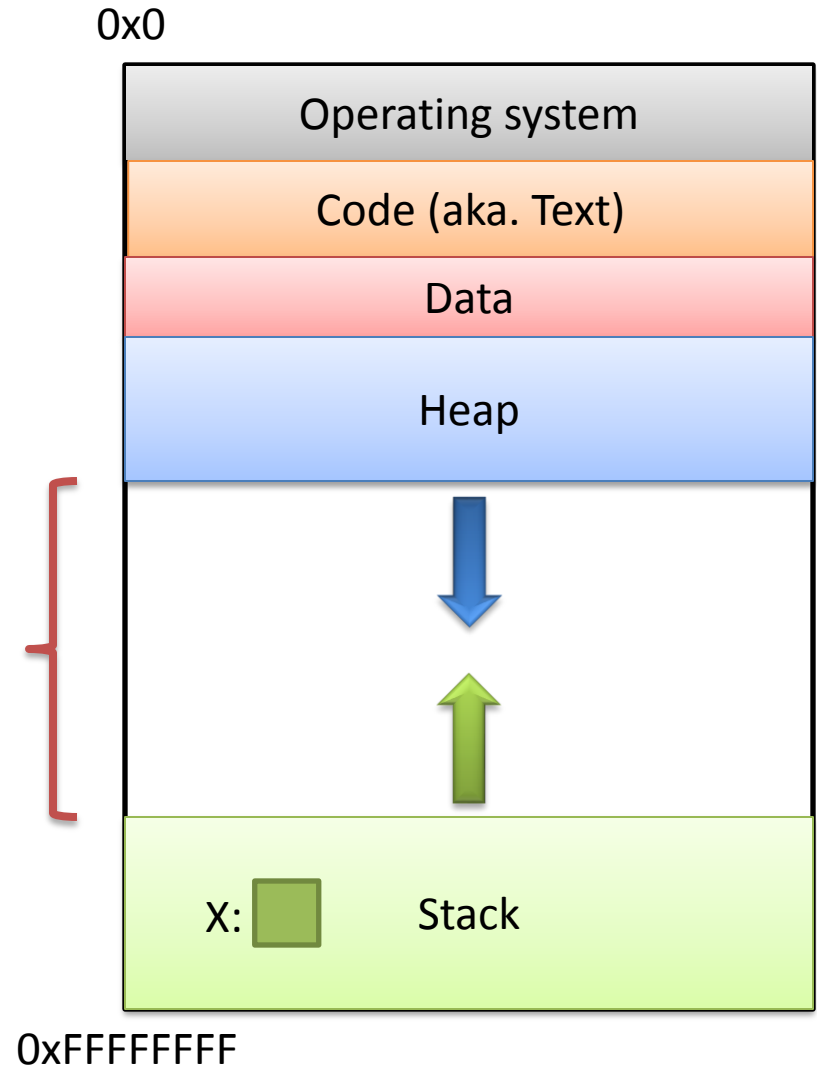 0x0
Operating system
Code (aka. Text)
Data
Heap
X:
Stack
0xFFFFFFFF